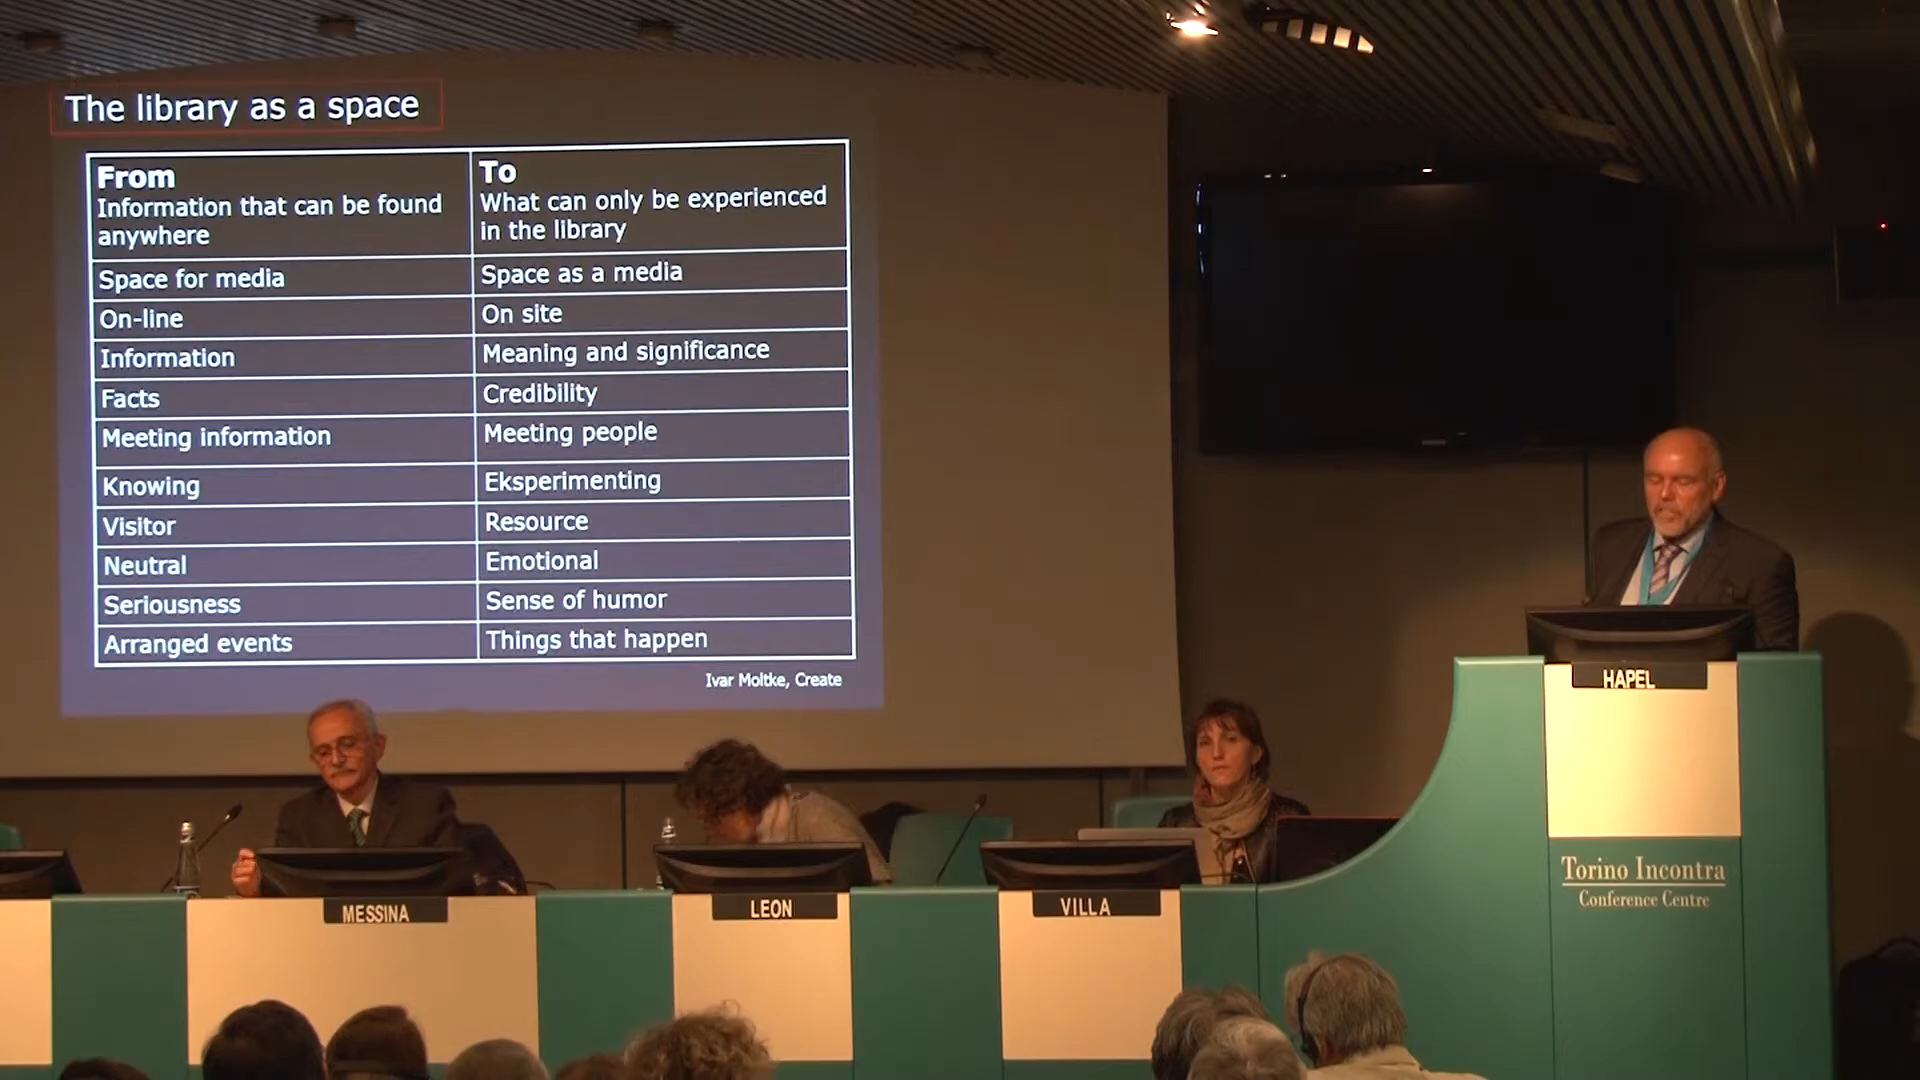 The library as a space
From
Information that can be found
anywhere
To
What can only be experienced
in the library
Space for media
Space as a media
On-line
On site
Information
Meaning and significance
Facts
Credibility
Meeting information
Meeting people
Knowing
Eksperimenting
Visitor
Resource
Neutral
Emotional
Seriousness
Sense of humor
Arranged events
Things that happen
Ivar Moltke, Create
HAPEL
MESSINA
LEON
VILLA
Torino Incontra
Conference Centre